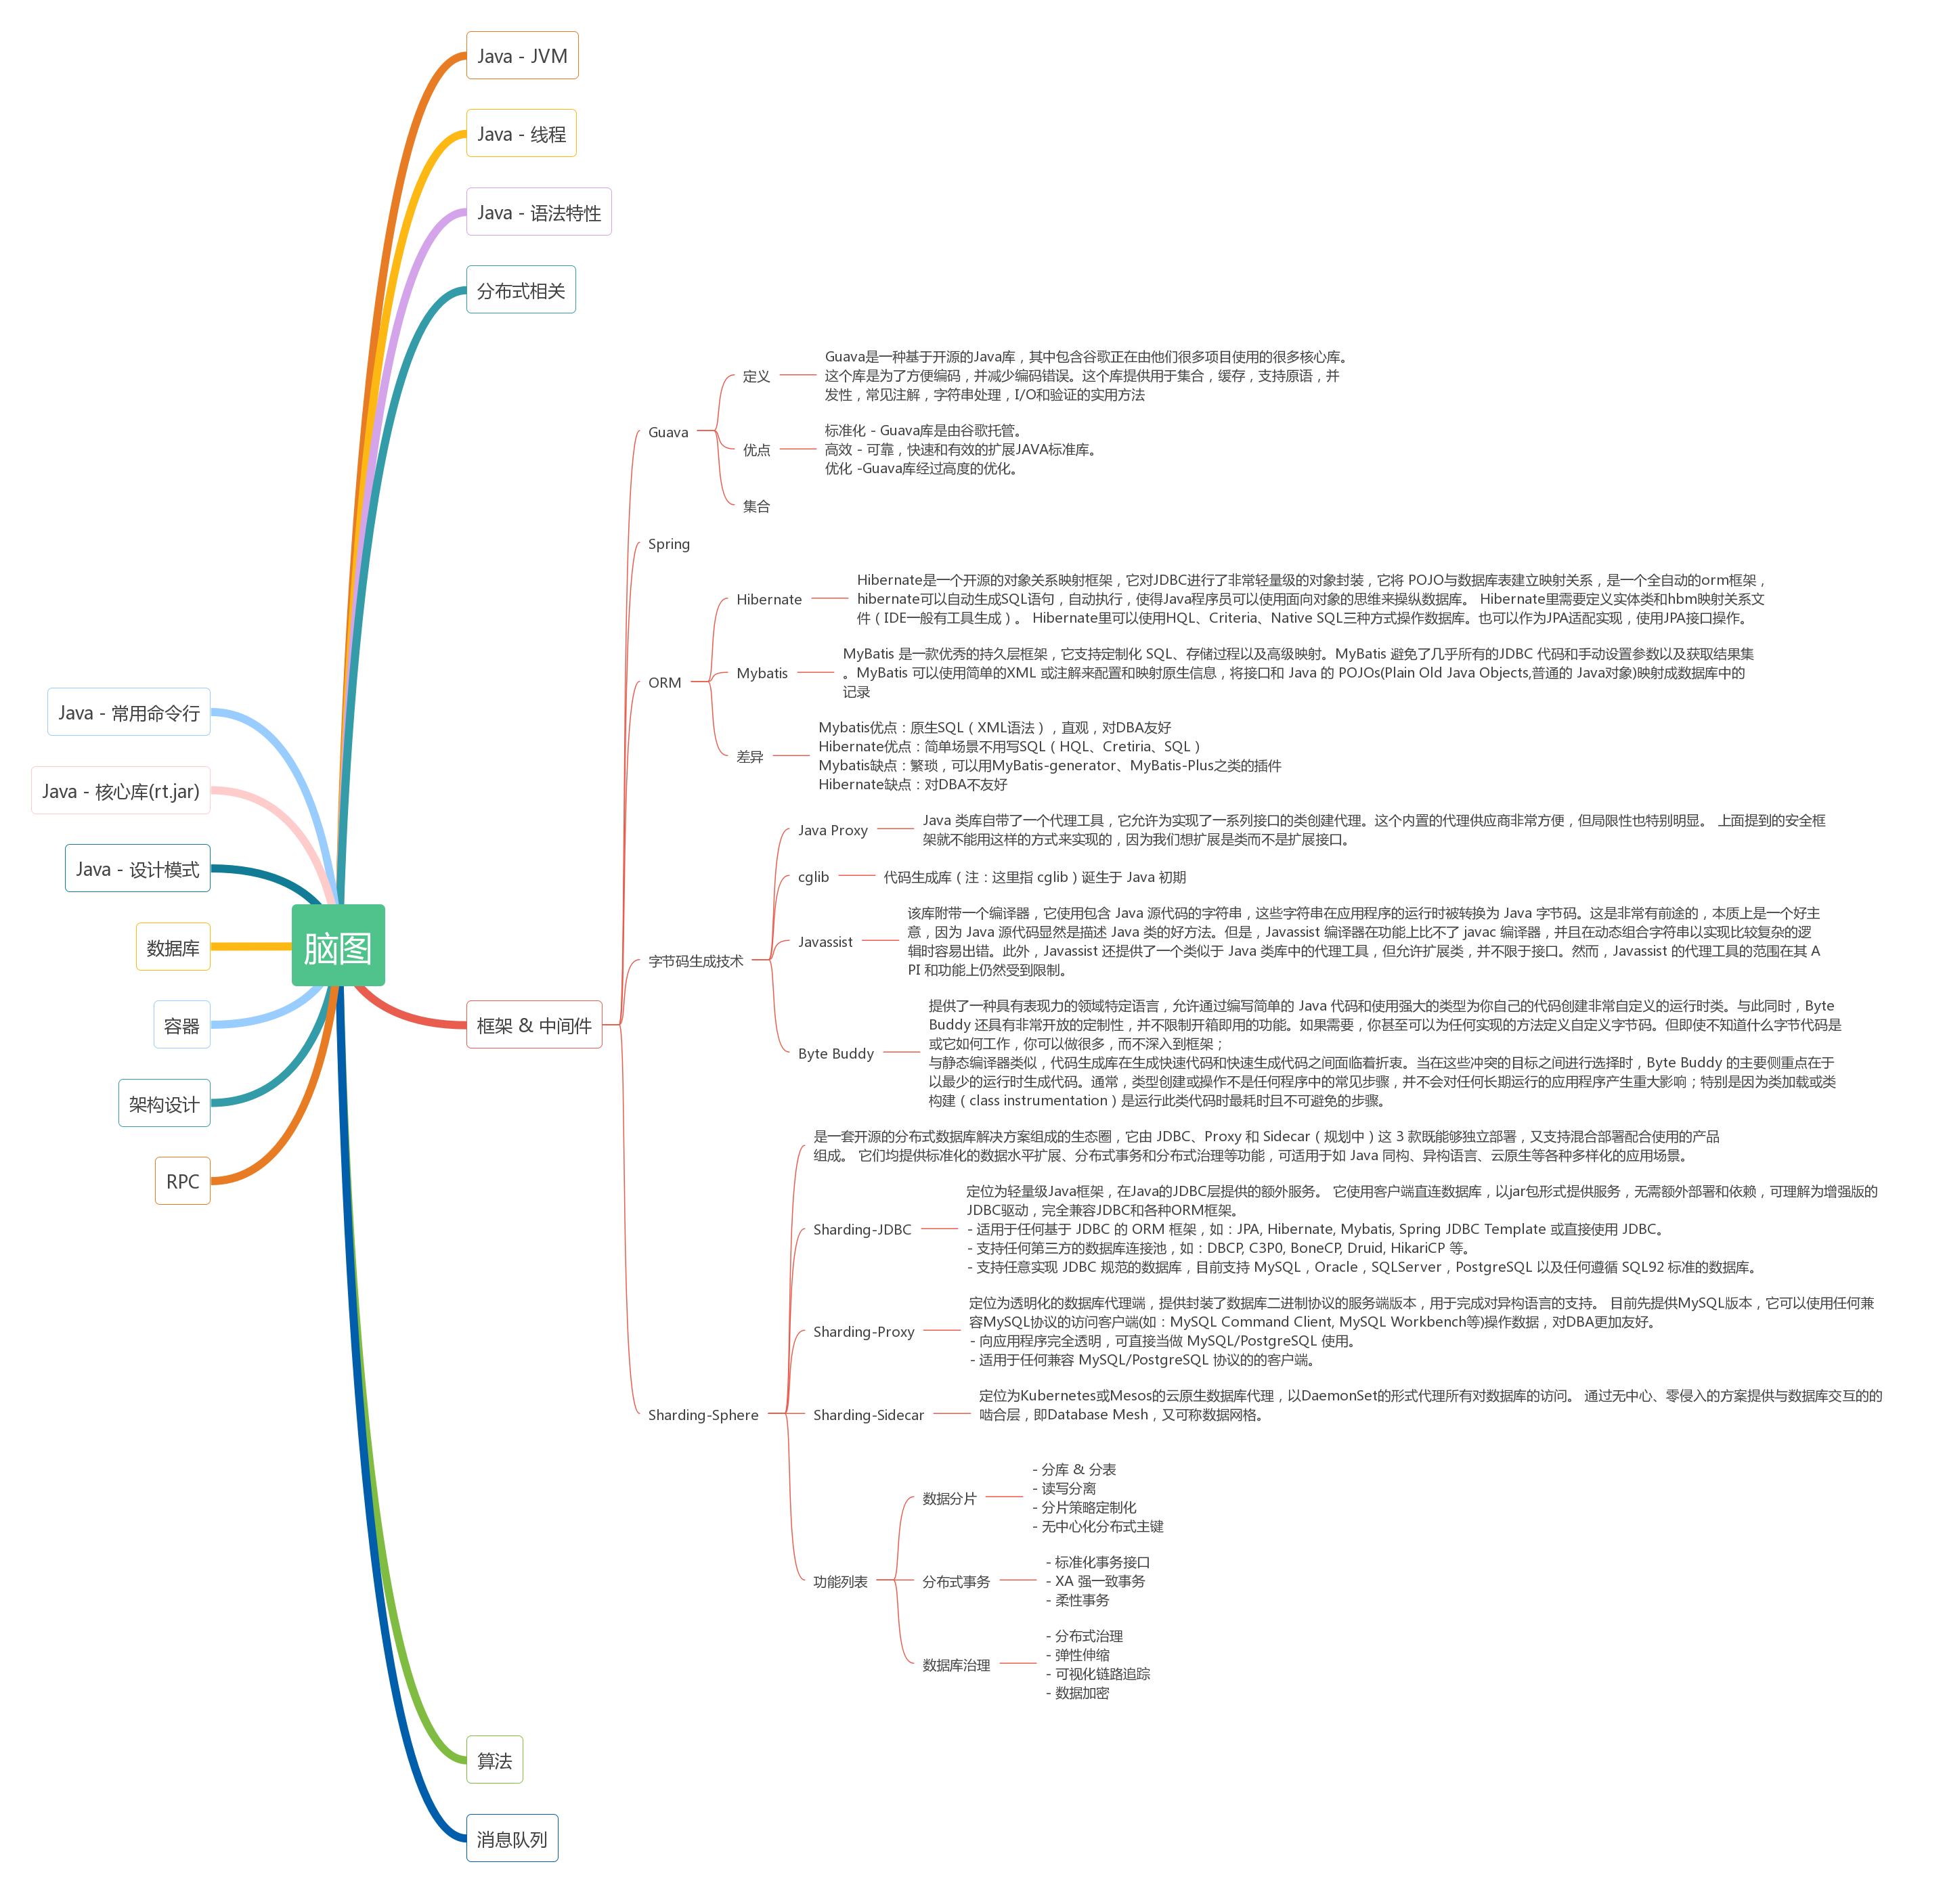 Java - JVM
Java - 线程
Java - 语法特性
分布式相关
Guava
定义
Guava是一种基于开源的Java库，其中包含谷歌正在由他们很多项目使用的很多核心库。
这个库是为了方便编码，并减少编码错误。这个库提供用于集合，缓存，支持原语，并
发性，常见注解，字符串处理，I/O和验证的实用方法
优点
标准化 - Guava库是由谷歌托管。
高效 - 可靠，快速和有效的扩展JAVA标准库。
优化 -Guava库经过高度的优化。
集合
Spring
ORM
Hibernate
Hibernate是一个开源的对象关系映射框架，它对JDBC进行了非常轻量级的对象封装，它将 POJO与数据库表建立映射关系，是一个全自动的orm框架，
hibernate可以自动生成SQL语句，自动执行，使得Java程序员可以使用面向对象的思维来操纵数据库。 Hibernate里需要定义实体类和hbm映射关系文
件（IDE一般有工具生成）。 Hibernate里可以使用HQL、Criteria、Native SQL三种方式操作数据库。也可以作为JPA适配实现，使用JPA接口操作。
Mybatis
MyBatis 是一款优秀的持久层框架，它支持定制化 SQL、存储过程以及高级映射。MyBatis 避免了几乎所有的JDBC 代码和手动设置参数以及获取结果集
。MyBatis 可以使用简单的XML 或注解来配置和映射原生信息，将接口和 Java 的 POJOs(Plain Old Java Objects,普通的 Java对象)映射成数据库中的
记录
差异
Mybatis优点：原生SQL（XML语法），直观，对DBA友好
Hibernate优点：简单场景不用写SQL（HQL、Cretiria、SQL）
Mybatis缺点：繁琐，可以用MyBatis-generator、MyBatis-Plus之类的插件
Hibernate缺点：对DBA不友好
字节码生成技术
Java Proxy
Java 类库自带了一个代理工具，它允许为实现了一系列接口的类创建代理。这个内置的代理供应商非常方便，但局限性也特别明显。 上面提到的安全框
架就不能用这样的方式来实现的，因为我们想扩展是类而不是扩展接口。
cglib
代码生成库（注：这里指 cglib）诞生于 Java 初期
Javassist
该库附带一个编译器，它使用包含 Java 源代码的字符串，这些字符串在应用程序的运行时被转换为 Java 字节码。这是非常有前途的，本质上是一个好主
意，因为 Java 源代码显然是描述 Java 类的好方法。但是，Javassist 编译器在功能上比不了 javac 编译器，并且在动态组合字符串以实现比较复杂的逻
辑时容易出错。此外，Javassist 还提供了一个类似于 Java 类库中的代理工具，但允许扩展类，并不限于接口。然而，Javassist 的代理工具的范围在其 A
PI 和功能上仍然受到限制。
Byte Buddy
提供了一种具有表现力的领域特定语言，允许通过编写简单的 Java 代码和使用强大的类型为你自己的代码创建非常自定义的运行时类。与此同时，Byte
Buddy 还具有非常开放的定制性，并不限制开箱即用的功能。如果需要，你甚至可以为任何实现的方法定义自定义字节码。但即使不知道什么字节代码是
或它如何工作，你可以做很多，而不深入到框架；
与静态编译器类似，代码生成库在生成快速代码和快速生成代码之间面临着折衷。当在这些冲突的目标之间进行选择时，Byte Buddy 的主要侧重点在于
以最少的运行时生成代码。通常，类型创建或操作不是任何程序中的常见步骤，并不会对任何长期运行的应用程序产生重大影响；特别是因为类加载或类
构建（class instrumentation）是运行此类代码时最耗时且不可避免的步骤。
框架 & 中间件
Sharding-Sphere
是一套开源的分布式数据库解决方案组成的生态圈，它由 JDBC、Proxy 和 Sidecar（规划中）这 3 款既能够独立部署，又支持混合部署配合使用的产品
组成。 它们均提供标准化的数据水平扩展、分布式事务和分布式治理等功能，可适用于如 Java 同构、异构语言、云原生等各种多样化的应用场景。
Sharding-JDBC
定位为轻量级Java框架，在Java的JDBC层提供的额外服务。 它使用客户端直连数据库，以jar包形式提供服务，无需额外部署和依赖，可理解为增强版的
JDBC驱动，完全兼容JDBC和各种ORM框架。
- 适用于任何基于 JDBC 的 ORM 框架，如：JPA, Hibernate, Mybatis, Spring JDBC Template 或直接使用 JDBC。
- 支持任何第三方的数据库连接池，如：DBCP, C3P0, BoneCP, Druid, HikariCP 等。
- 支持任意实现 JDBC 规范的数据库，目前支持 MySQL，Oracle，SQLServer，PostgreSQL 以及任何遵循 SQL92 标准的数据库。
Sharding-Proxy
定位为透明化的数据库代理端，提供封装了数据库二进制协议的服务端版本，用于完成对异构语言的支持。 目前先提供MySQL版本，它可以使用任何兼
容MySQL协议的访问客户端(如：MySQL Command Client, MySQL Workbench等)操作数据，对DBA更加友好。
- 向应用程序完全透明，可直接当做 MySQL/PostgreSQL 使用。
- 适用于任何兼容 MySQL/PostgreSQL 协议的的客户端。
Sharding-Sidecar
定位为Kubernetes或Mesos的云原生数据库代理，以DaemonSet的形式代理所有对数据库的访问。 通过无中心、零侵入的方案提供与数据库交互的的
啮合层，即Database Mesh，又可称数据网格。
功能列表
数据分片
- 分库 & 分表
- 读写分离
- 分片策略定制化
- 无中心化分布式主键
分布式事务
- 标准化事务接口
- XA 强一致事务
- 柔性事务
数据库治理
- 分布式治理
- 弹性伸缩
- 可视化链路追踪
- 数据加密
算法
消息队列
脑图
Java - 常用命令行
Java - 核心库(rt.jar)
Java - 设计模式
数据库
容器
架构设计
RPC